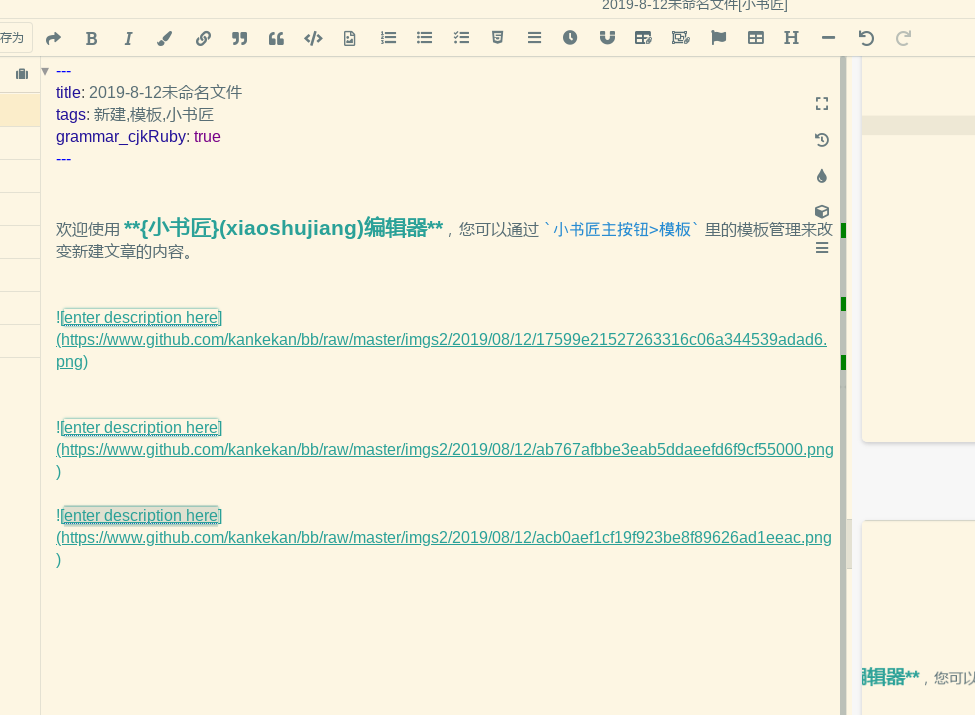 2019-8-12未命名文件[小书匠]
存为
---
title: 2019-8-12未命名文件
tags: 新建,模板,小书匠
grammar_cjkRuby: true
---
欢迎使用 **{小书匠}(xiaoshujiang)编辑器**，您可以通过 `小书匠主按钮>模板` 里的模板管理来改
变新建文章的内容。
![enter description here]
(https://www.github.com/kankekan/bb/raw/master/imgs2/2019/08/12/17599e21527263316c06a344539adad6.
png)
![enter description here]
(https://www.github.com/kankekan/bb/raw/master/imgs2/2019/08/12/ab767afbbe3eab5ddaeefd6f9cf55000.png
)
![enter description here]
(https://www.github.com/kankekan/bb/raw/master/imgs2/2019/08/12/acb0aef1cf19f923be8f89626ad1eeac.png
)
辑器**，您可以